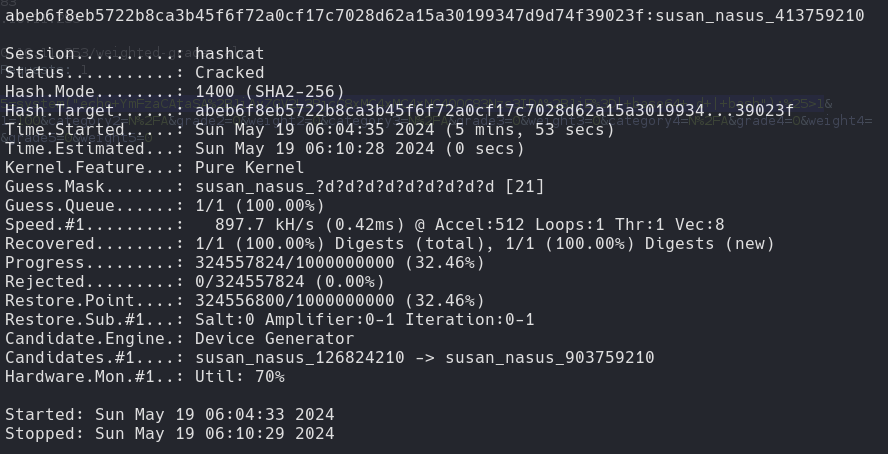 abeb6f8eb5722b8ca3b45f6f72a0cf17c7028d62a15a30199347d9d74f39023f:susan_nasus_413759210
Session..........: hashcat
Status...........: Cracked
Hash.Mode........: 1400 (SHA2-256)
Hash.Target......: abeb6f8eb5722b8ca3b45f6f72a0cf17c7028d62a15a3019934...39023f
Time.Started.....: Sun May 19 06:04:35 2024 (5 mins, 53 secs)
Time.Estimated...: Sun May 19 06:10:28 2024 (0 secs)
Kernel.Feature...: Pure Kernel
Guess.Mask.......: susan_nasus_?d?d?d?d?d?d?d?d?d [21]
Guess.Queue......: 1/1 (100.00%)
Speed.#1.........:   897.7 kH/s (0.42ms) @ Accel:512 Loops:1 Thr:1 Vec:8
Recovered........: 1/1 (100.00%) Digests (total), 1/1 (100.00%) Digests (new)
Progress.........: 324557824/1000000000 (32.46%)
Rejected.........: 0/324557824 (0.00%)
Restore.Point....: 324556800/1000000000 (32.46%)
Restore.Sub.#1...: Salt:0 Amplifier:0-1 Iteration:0-1
Candidate.Engine.: Device Generator
Candidates.#1....: susan_nasus_126824210 -> susan_nasus_903759210
Hardware.Mon.#1..: Util: 70%
Started: Sun May 19 06:04:33 2024
Stopped: Sun May 19 06:10:29 2024